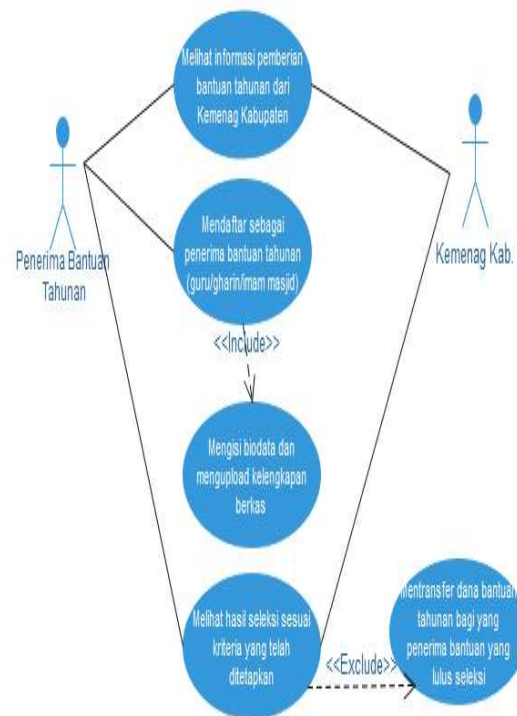 Melihat informasi pemberian
bantuan tahunan dari
Kemenag Kabupaten
Penerima Bantuan
Tahunan
Kemenag Kab.
Mendaftar sebagai
penerima bantuan tahunan
(guru/gharin/imam masjid)
<<Include>>
Mengisi biodata dan
mengupload kelengkapan
berkas
Melihat hasil seleksi sesuai
kriteria yang telah
ditetapkan
<<Exclude>>
Mentransfer dana bantuan
tahunan bagi yang
penerima bantuan yang
lulus seleksi